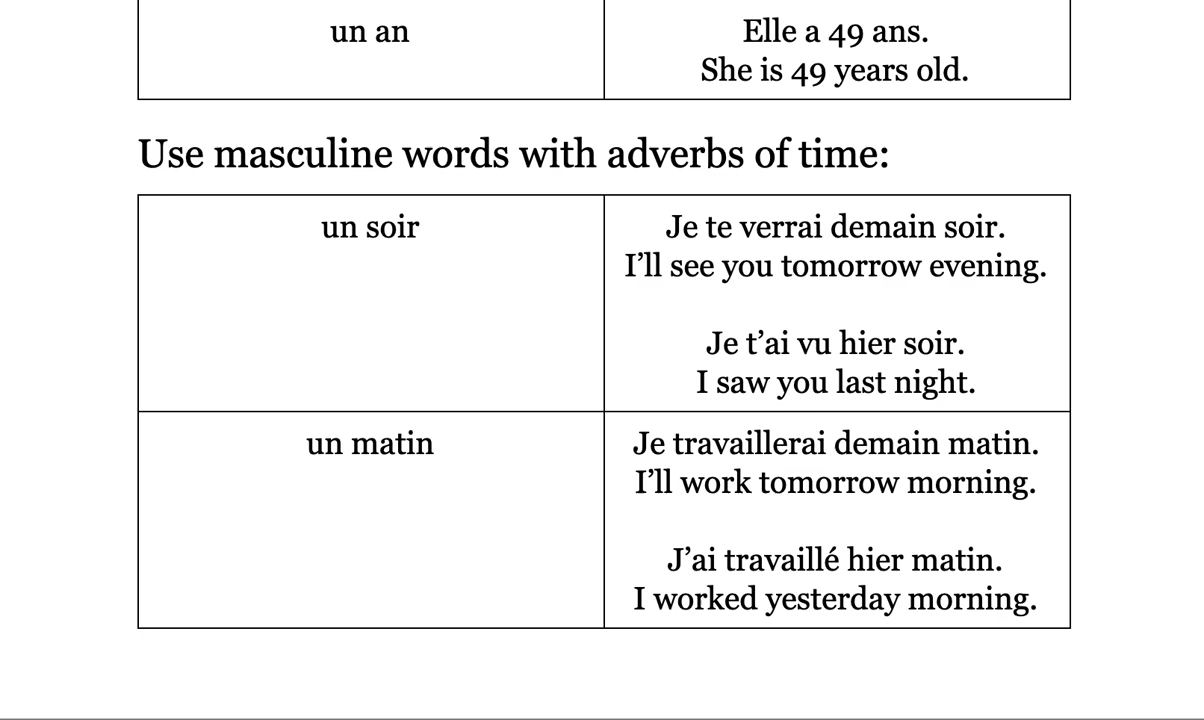 un an
Elle a 49 ans.
She is 49 years old.
Use masculine words with adverbs of time:
un soir
Je te verrai demain soir.
I’ll see you tomorrow evening.
Je t’ai vu hier soir.
I saw you last night.
un matin
Je travaillerai demain matin.
I’ll work tomorrow morning.
J’ai travaillé hier matin.
I worked yesterday morning.